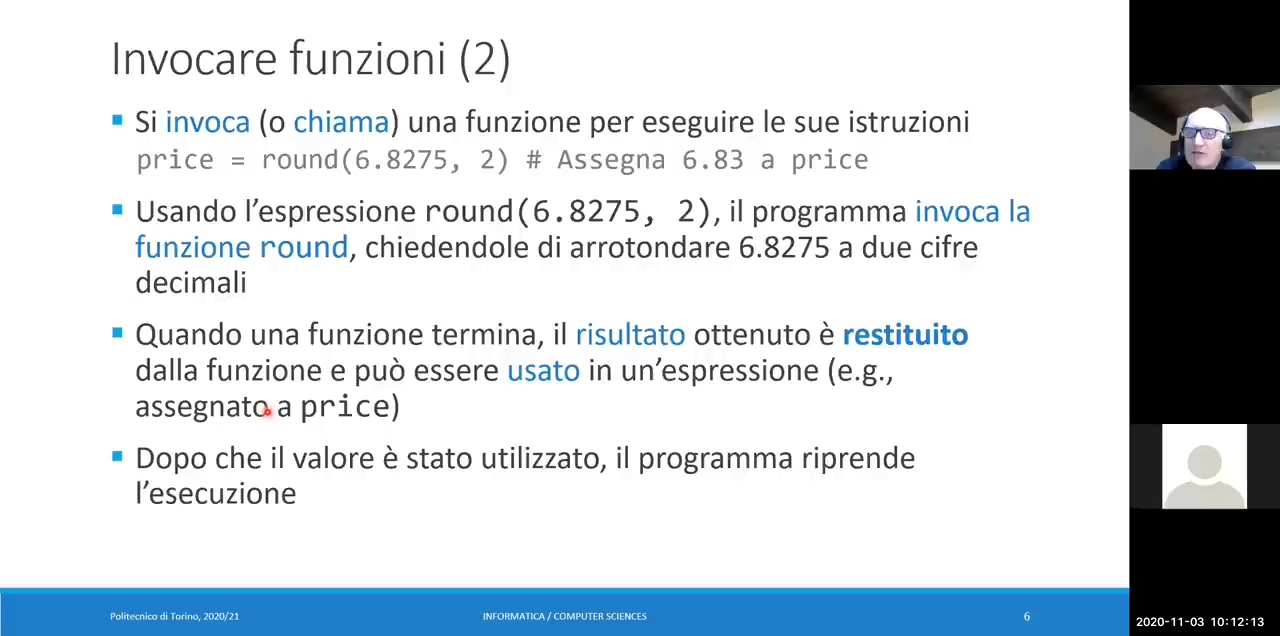 Invocare funzioni (2)
▪ Si invoca (o chiama) una funzione per eseguire le sue istruzioni
price = round(6.8275, 2) # Assegna 6.83 a price
▪ Usando l’espressione round(6.8275, 2), il programma invoca la
funzione round, chiedendole di arrotondare 6.8275 a due cifre
decimali
▪ Quando una funzione termina, il risultato ottenuto è restituito
dalla funzione e può essere usato in un’espressione (e.g.,
assegnato a price)
▪ Dopo che il valore è stato utilizzato, il programma riprende
l’esecuzione
Politecnico di Torino, 2020/21
INFORMATICA / COMPUTER SCIENCES
6
2020-11-03 10:12:13